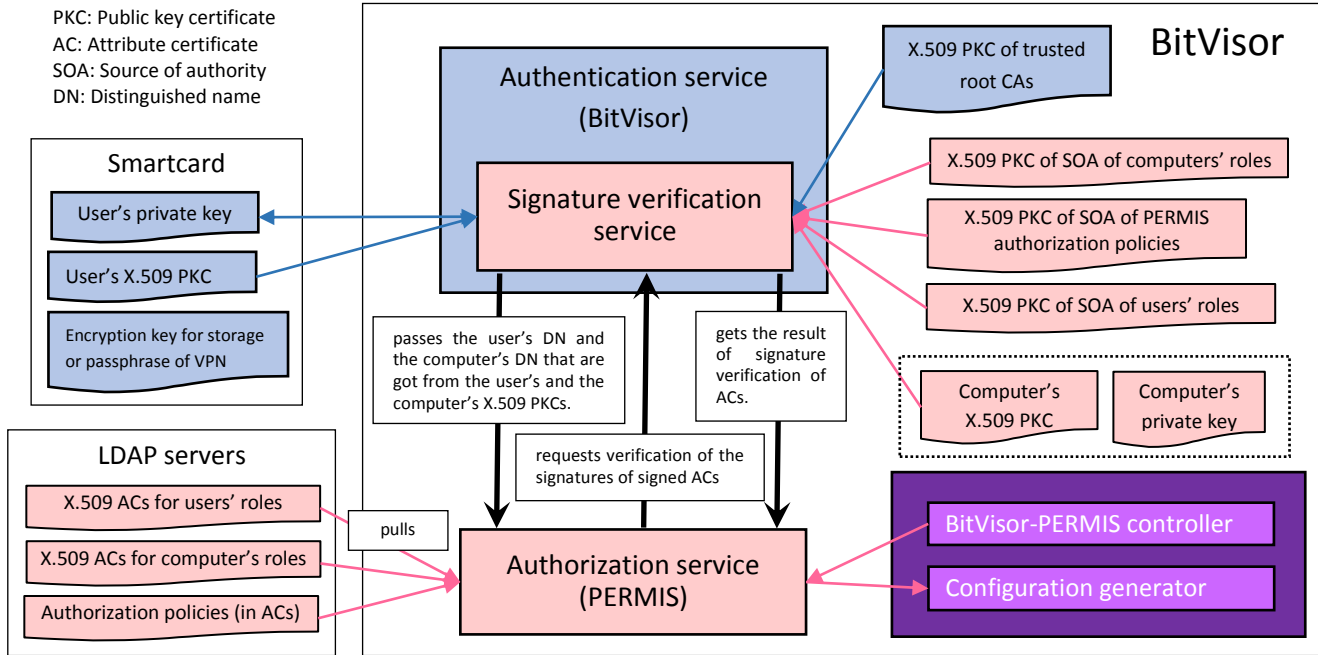 PKC: Public key certificate
AC: Attribute certificate
SOA: Source of authority
DN: Distinguished name
BitVisor
Authentication service
(BitVisor)
Signature verification
service
X.509 PKC of trusted
root CAs
X.509 PKC of SOA of computers' roles
X.509 PKC of SOA of PERMIS
authorization policies
X.509 PKC of SOA of users' roles
Computer's
X.509 PKC
Computer's
private key
Smartcard
User's private key
User's X.509 PKC
Encryption key for storage
or passphrase of VPN
passes the user's DN and
the computer's DN that are
got from the user's and the
computer's X.509 PKCs.
gets the result
of signature
verification of
ACs.
requests verification of the
signatures of signed ACs
LDAP servers
X.509 ACs for users' roles
X.509 ACs for computer's roles
Authorization policies (in ACs)
pulls
Authorization service
(PERMIS)
BitVisor-PERMIS controller
Configuration generator